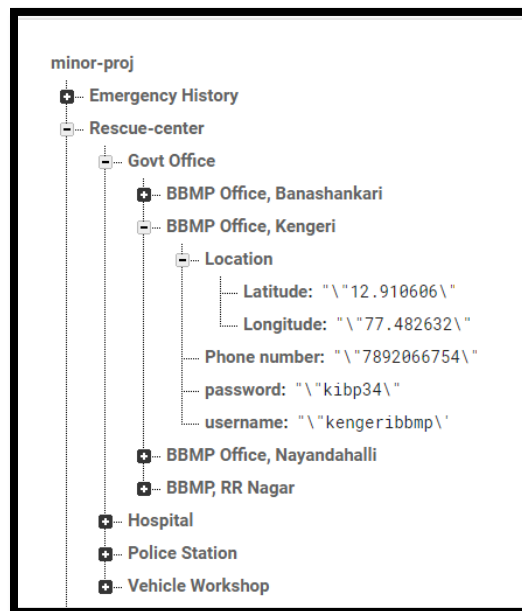 minor-proj
Emergency History
Rescue-center
Govt Office
BBMP Office, Banashankari
BBMP Office, Kengeri
Location
Latitude: "\"12.910606\"
Longitude: "\"77.482632\"
Phone number: "\"7892066754\"
password: "\"kibp34\"
username: "\"kengeribbmp\'
BBMP Office, Nayandahalli
BBMP, RR Nagar
Hospital
Police Station
Vehicle Workshop